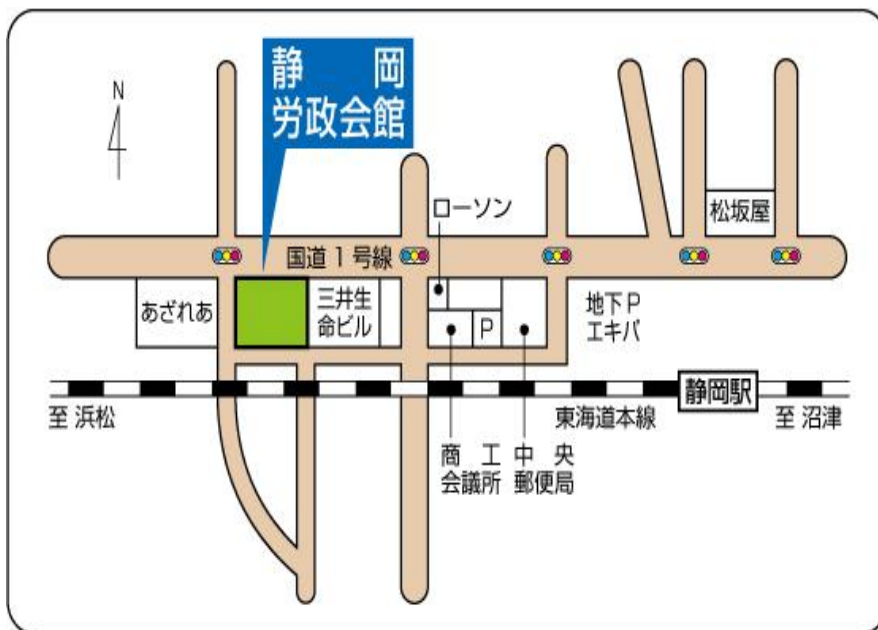 N
静岡
労政会館
ローソン
松坂屋
国道1号線
あざれあ
三井生
命ビル
P
地下P
エキパ
静岡駅
至 浜松
東海道本線
至 沼津
商工
会議所
中央
郵便局